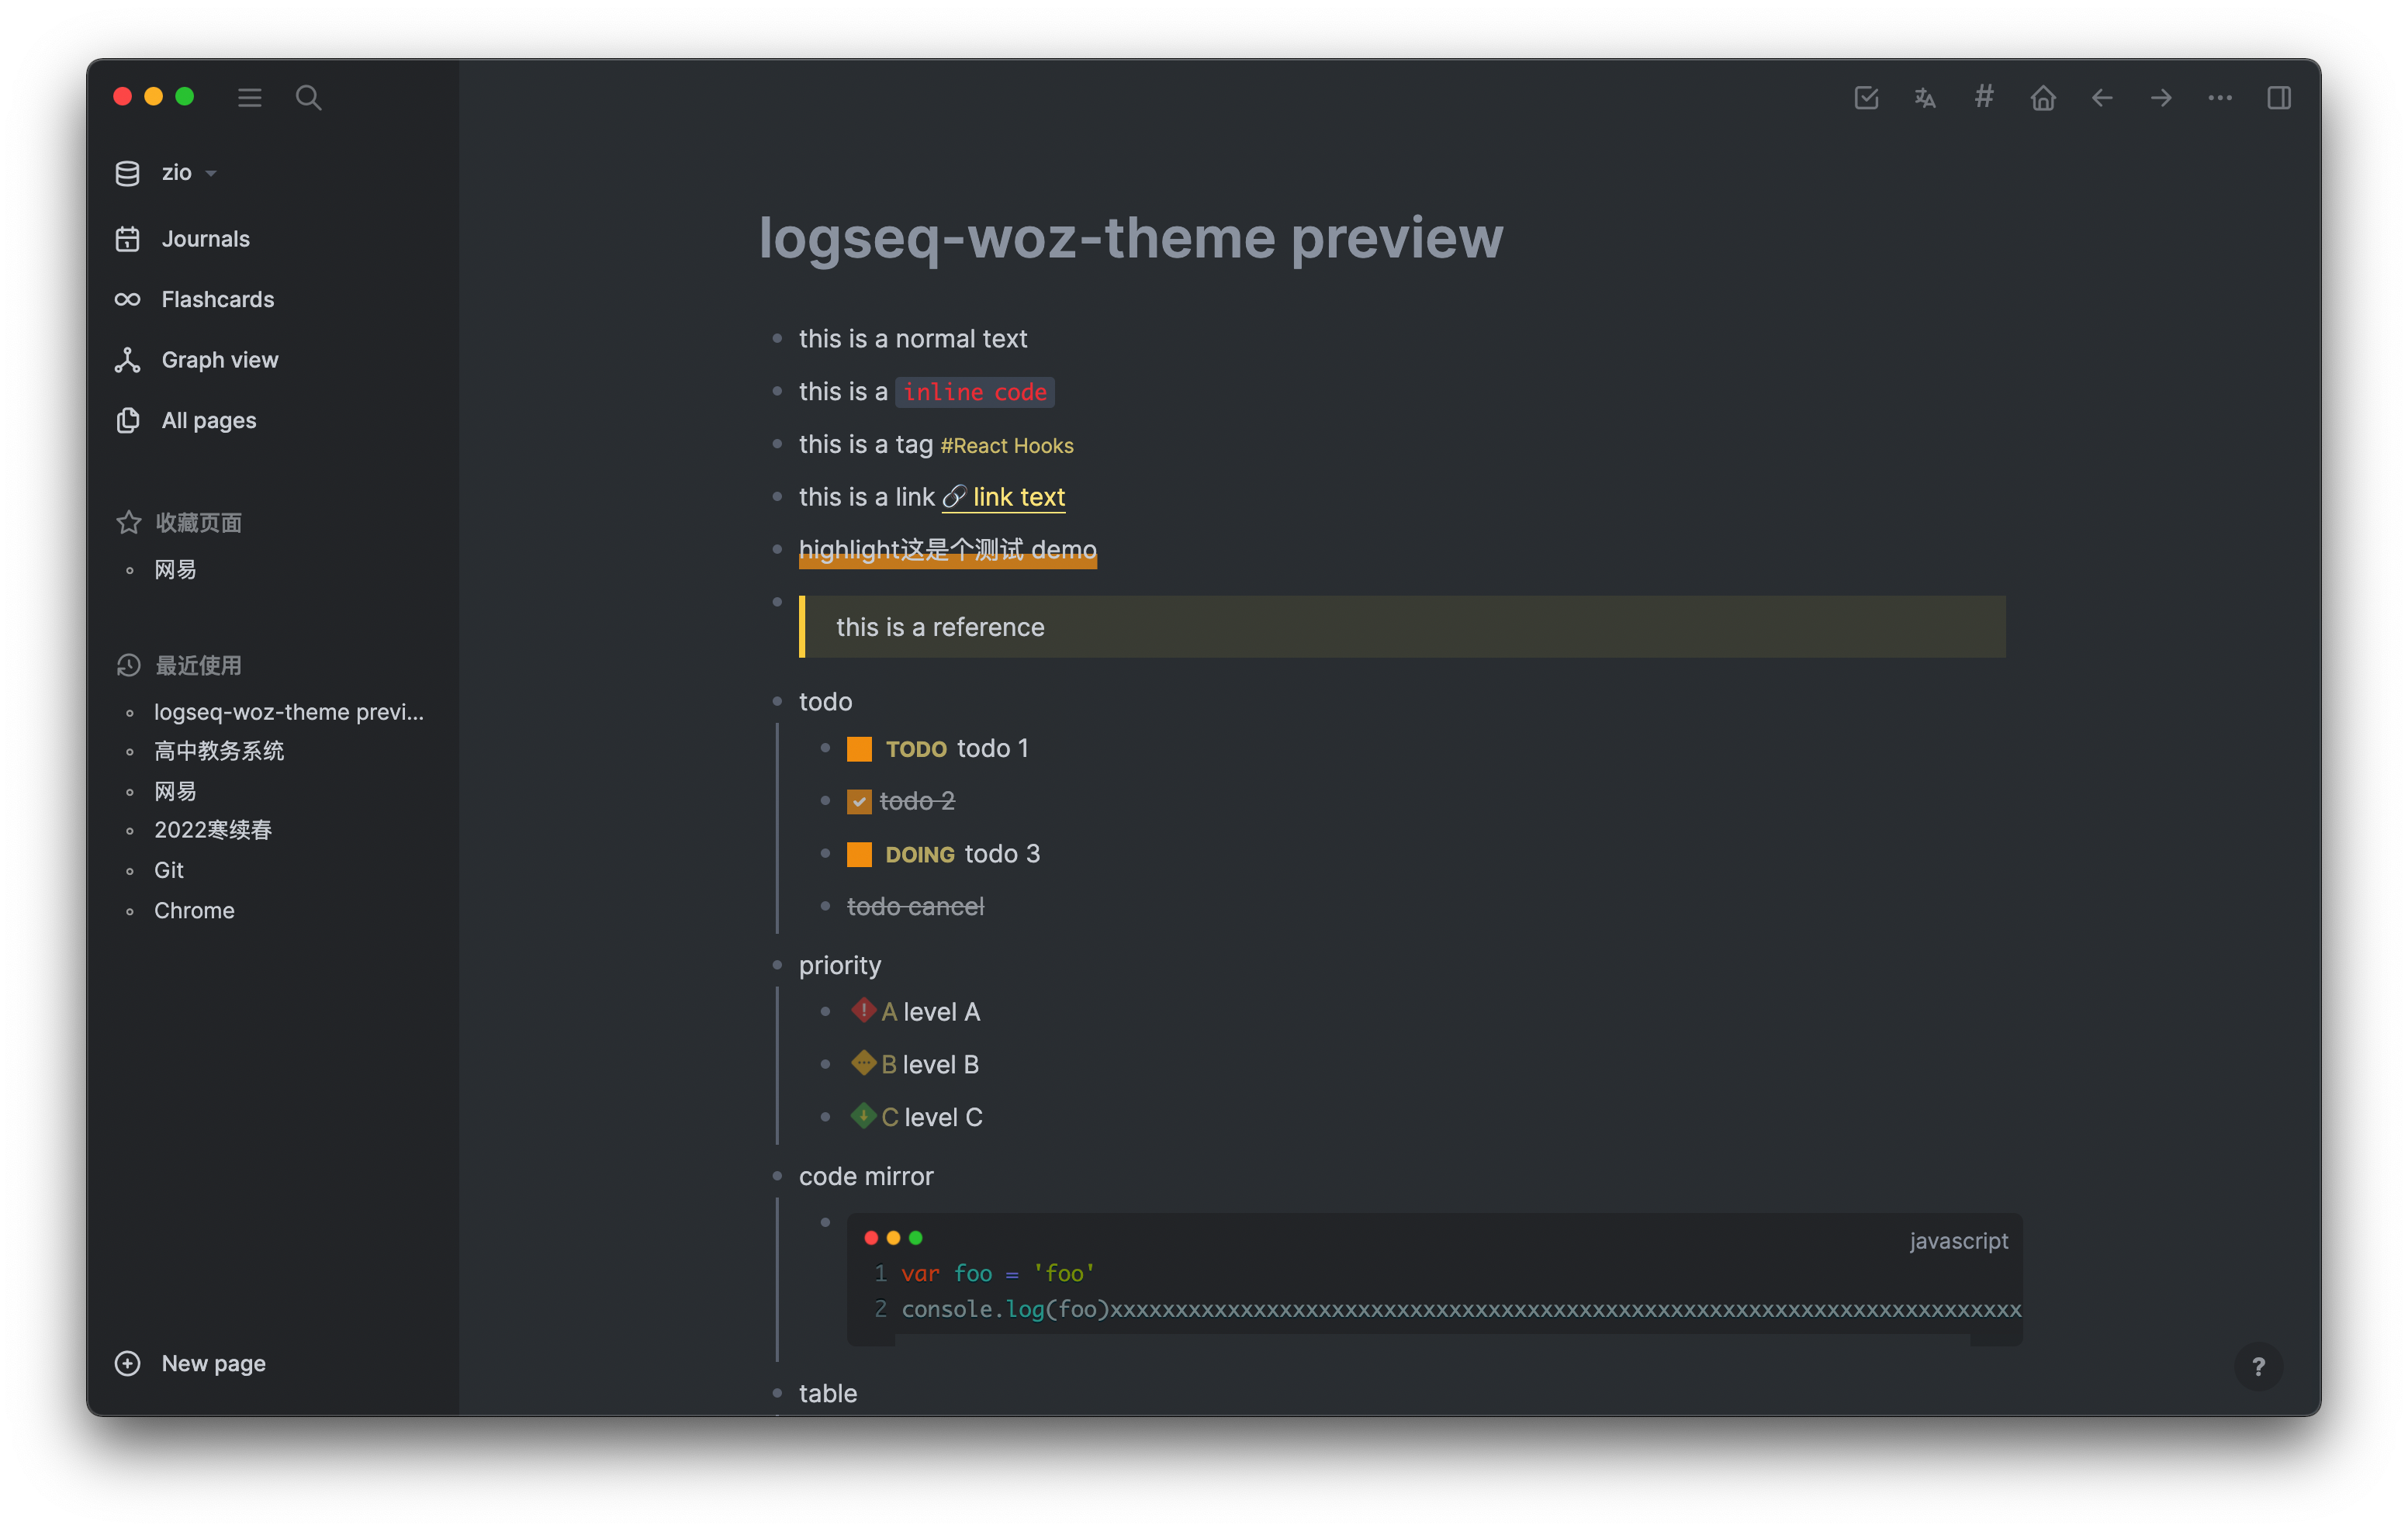 zio
Journals
Flashcards
Graph view
All pages
收藏页面
网易
最近使用
logseq-woz-theme previ...
高中教务系统
网易
2022寒续春
Git
Chrome
New page
#
logseq-woz-theme preview
this is a normal text
this is a inline code
this is a tag #React Hooks
this is a link link text
highlight这是个测试 demo
this is a reference
todo
TODO todo 1
todo 2
DOING todo 3
todo cancel
priority
A level A
B level B
C level C
code mirror
javascript
1 var foo = 'foo'
2 console.log(foo)xxxxxxxxxxxxxxxxxxxxxxxxxxxxxxxxxxxxxxxxxxxxxxxxxxxxxxxxxxxxxxxxxxxxx
table
?